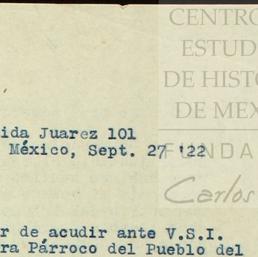 CENTRO
ESTUD
DE HISTO
DE MEX
FUNDA
Carlos
ida Juarez 101
México, Sept. 27 '22
r de acudir ante V.S.I.
ra Párroco del Pueblo del